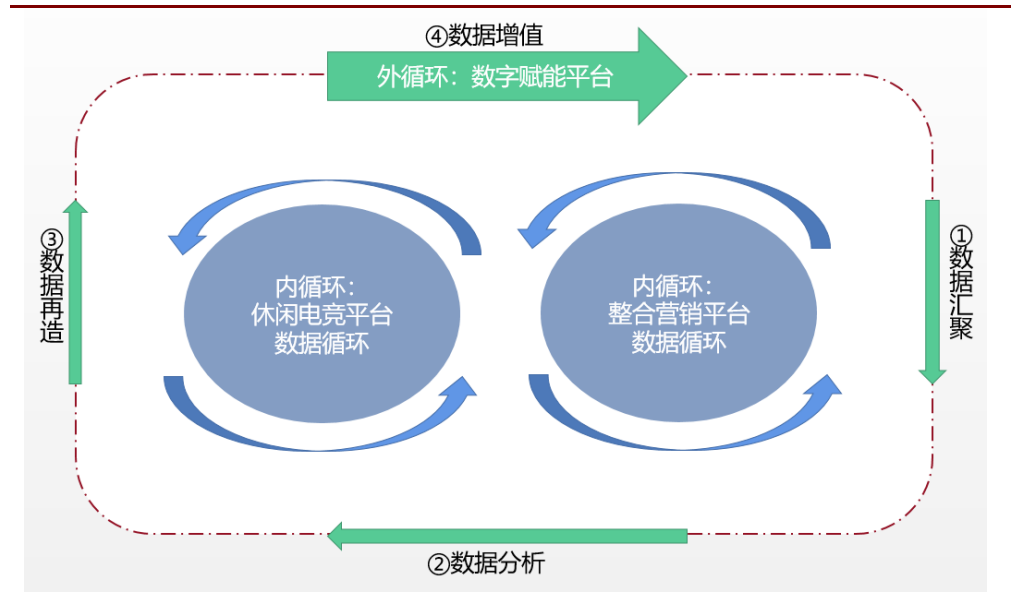 ④数据增值
外循环：数字赋能平台
③数据再造
①数据汇聚
内循环：
休闲电竞平台
数据循环
内循环：
整合营销平台
数据循环
②数据分析